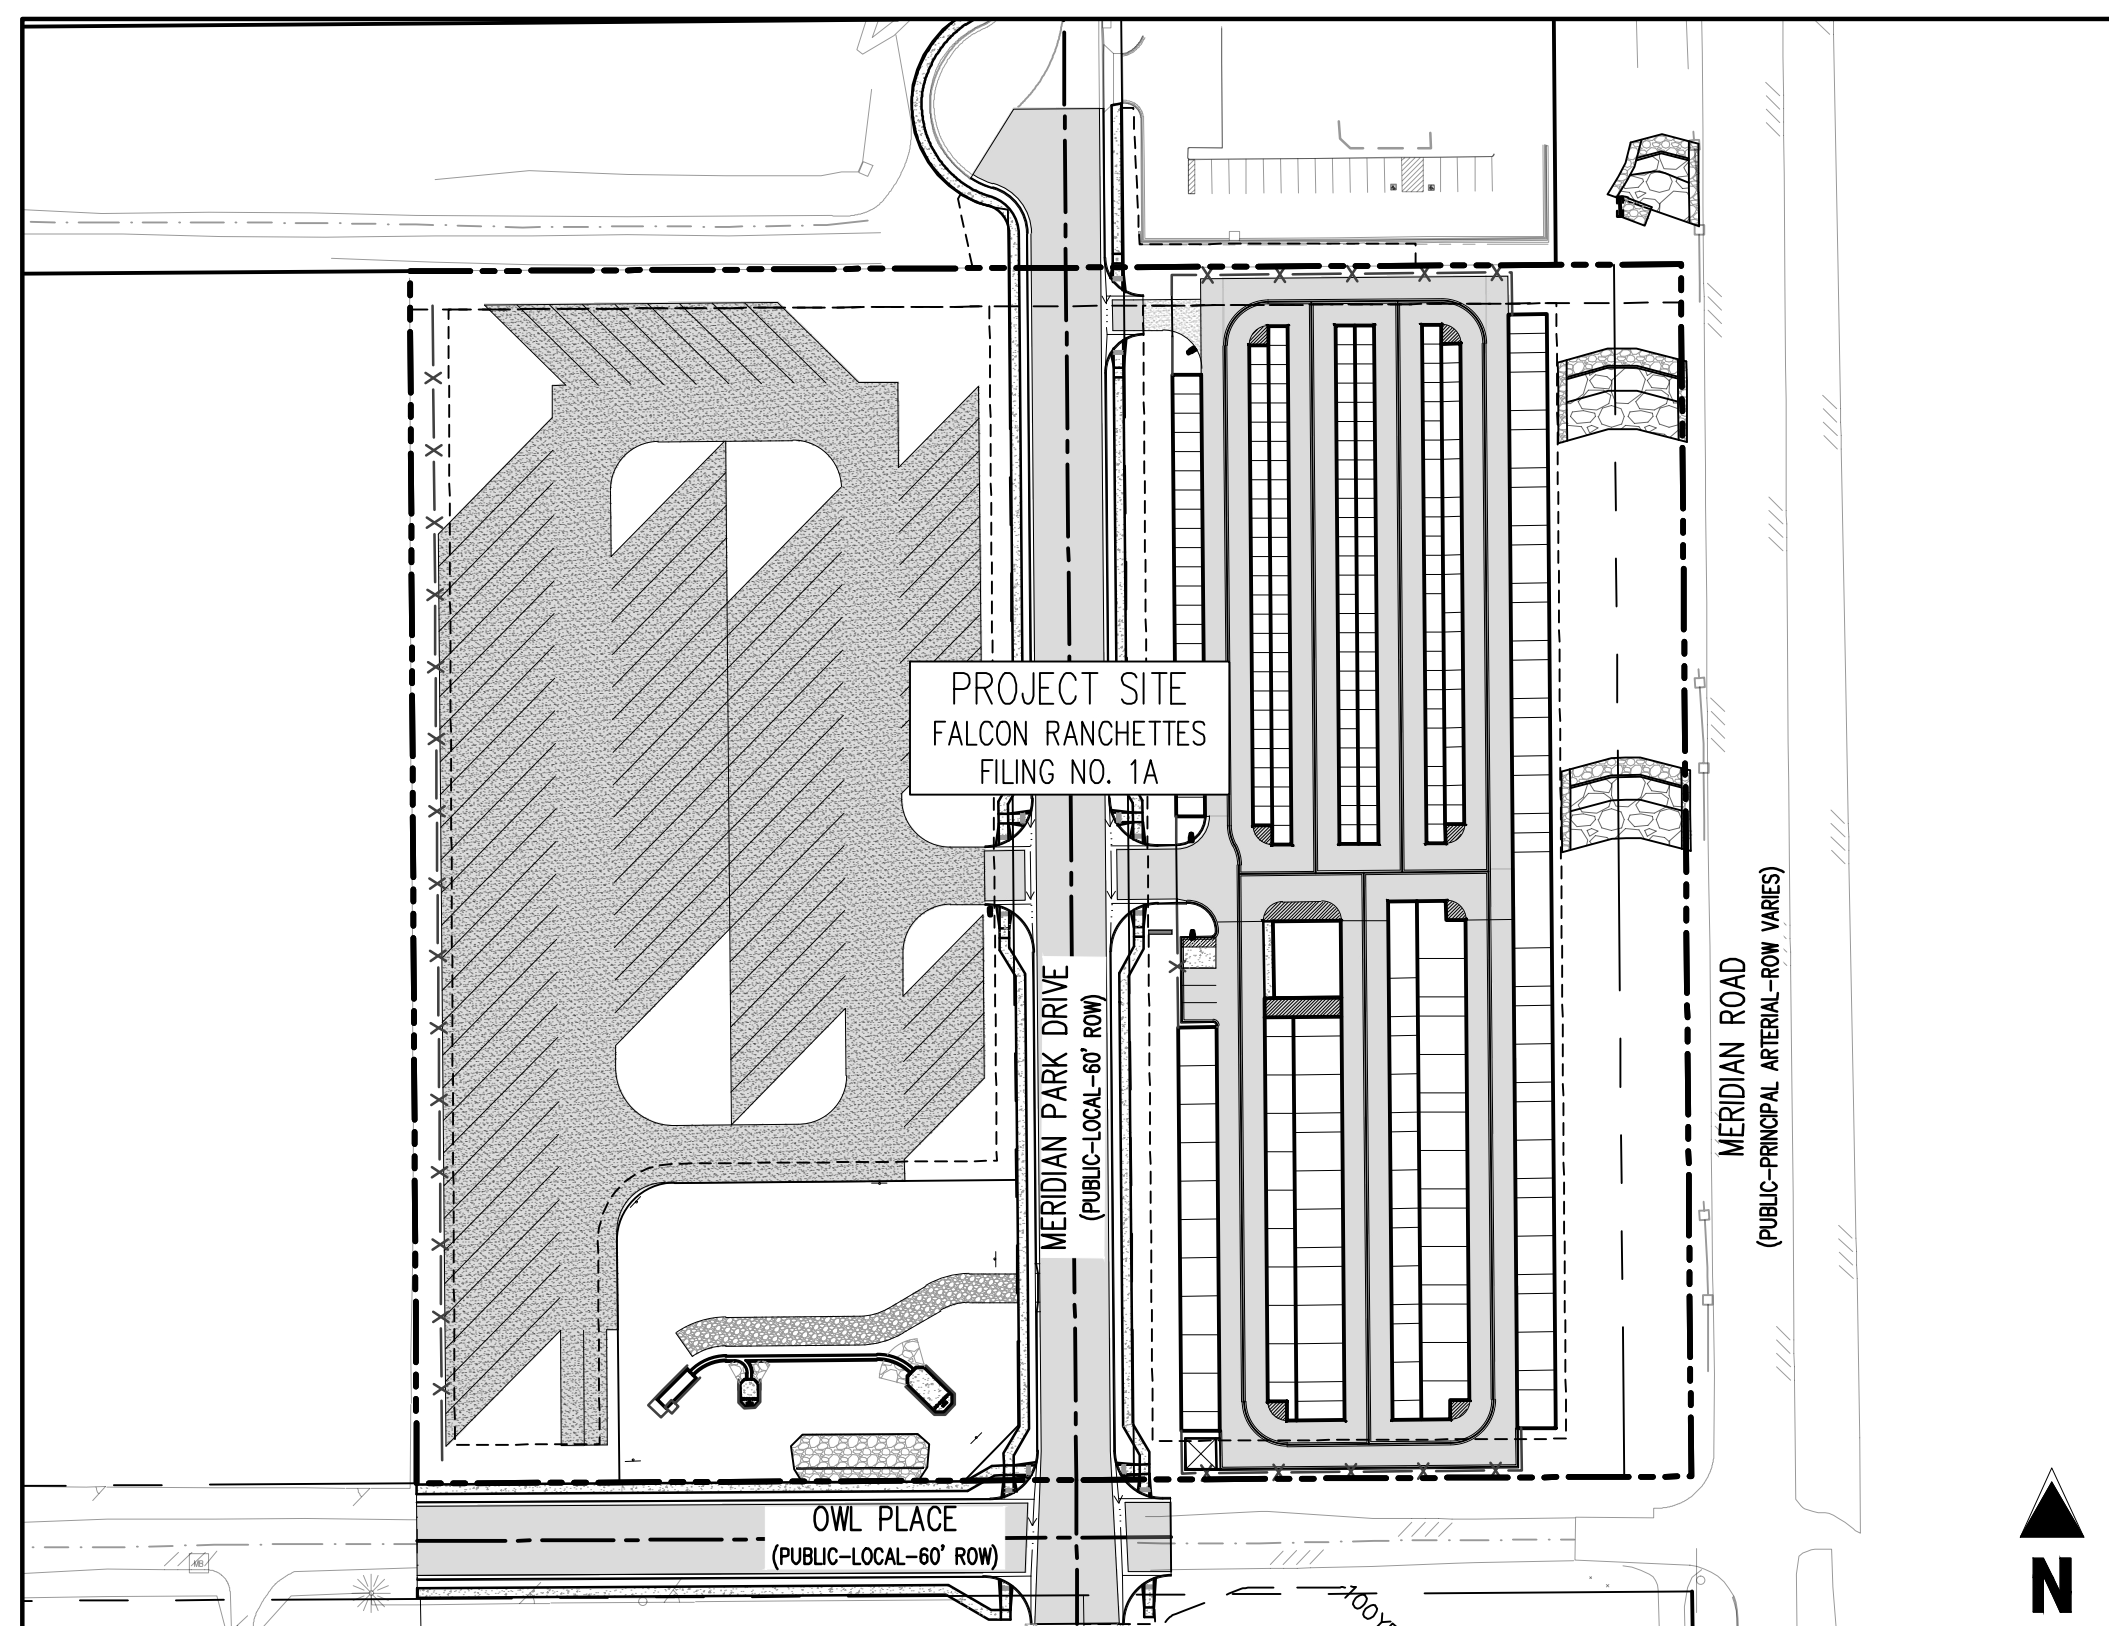 PROJECT SITE
FALCON RANCHETTES
FILING NO. 1A
MERIDIAN PARK DRIVE
(PUBLIC-LOCAL-60' ROW)
MERIDIAN ROAD
(PUBLIC-PRINCIPAL ARTERIAL-ROW VARIES)
OWL PLACE
(PUBLIC-LOCAL-60' ROW)
MB
N